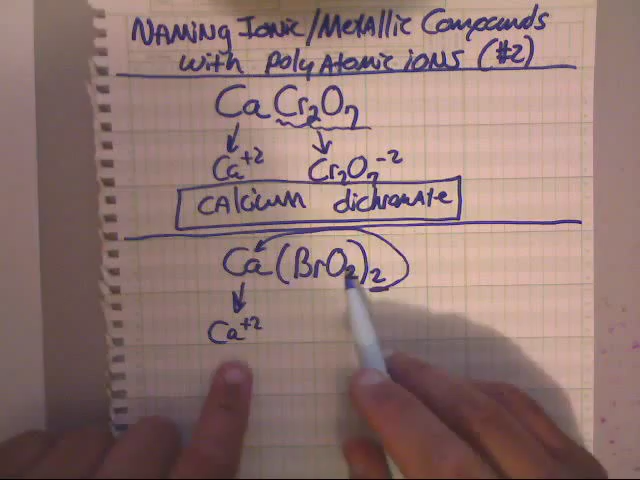 Naming Ionic/Metallic Compounds
with PolyAtomic ions (#2)
CaCr₂O₇
Ca⁺² Cr₂O₇⁻²
Calcium dichromate
Ca(BrO₂)₂
Ca⁺²